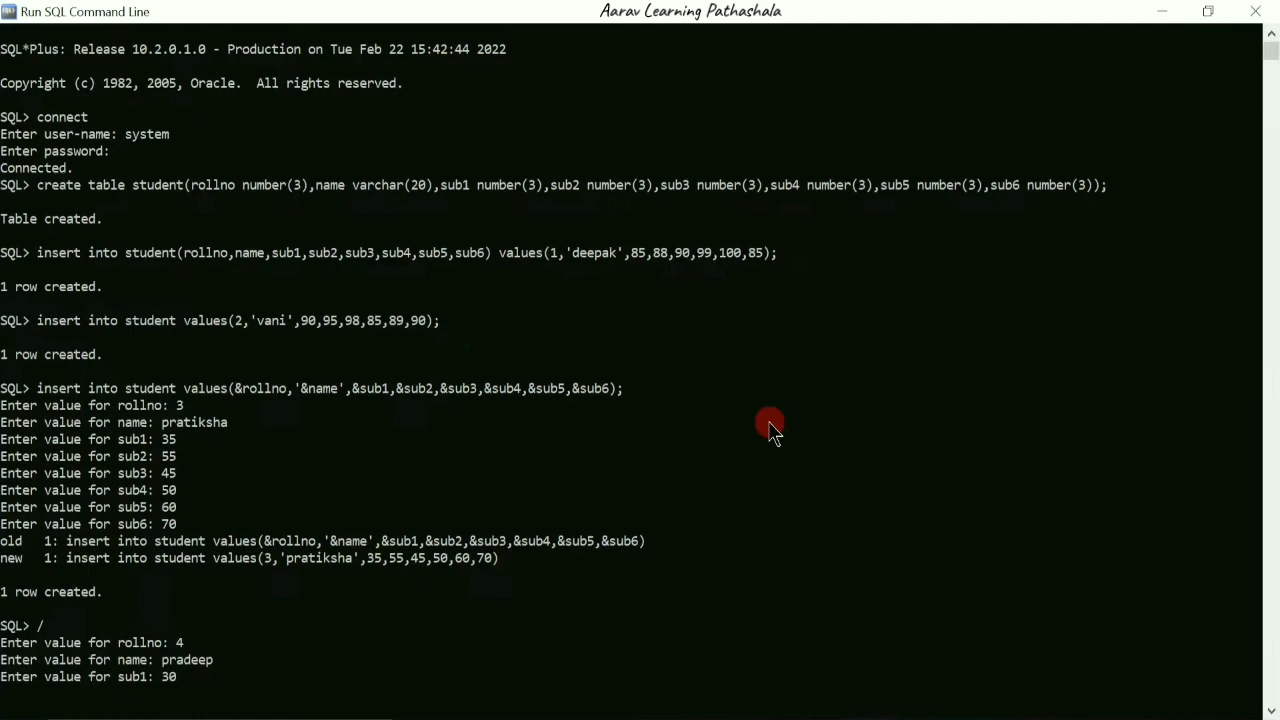 Run SQL Command Line
Aarav Learning Pathashala
SQL*Plus: Release 10.2.0.1.0 - Production on Tue Feb 22 15:42:44 2022
Copyright (c) 1982, 2005, Oracle.  All rights reserved.
SQL> connect
Enter user-name: system
Enter password:
Connected.
SQL> create table student(rollno number(3),name varchar(20),sub1 number(3),sub2 number(3),sub3 number(3),sub4 number(3),sub5 number(3),sub6 number(3));
Table created.
SQL> insert into student(rollno,name,sub1,sub2,sub3,sub4,sub5,sub6) values(1,'deepak',85,88,90,99,100,85);
1 row created.
SQL> insert into student values(2,'vani',90,95,98,85,89,90);
1 row created.
SQL> insert into student values(&rollno,'&name',&sub1,&sub2,&sub3,&sub4,&sub5,&sub6);
Enter value for rollno: 3
Enter value for name: pratiksha
Enter value for sub1: 35
Enter value for sub2: 55
Enter value for sub3: 45
Enter value for sub4: 50
Enter value for sub5: 60
Enter value for sub6: 70
old   1: insert into student values(&rollno,'&name',&sub1,&sub2,&sub3,&sub4,&sub5,&sub6)
new   1: insert into student values(3,'pratiksha',35,55,45,50,60,70)
1 row created.
SQL> /
Enter value for rollno: 4
Enter value for name: pradeep
Enter value for sub1: 30